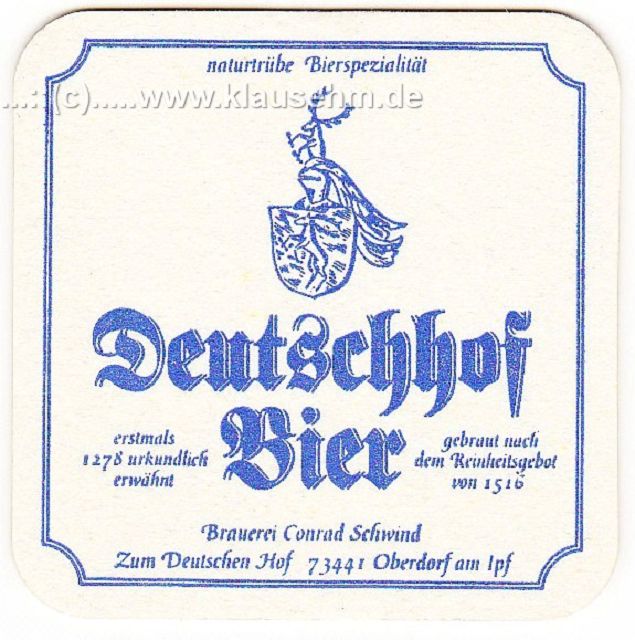 naturtrübe Bierspezialität
...:(c).....www.klausehm.de
Deutschhof
Bier
erstmals
1278 urkundlich
erwähnt
gebraut nach
dem Reinheitsgebot
von 1516
Brauerei Conrad Schwind
Zum Deutschen Hof 73441 Oberdorf am Ipf